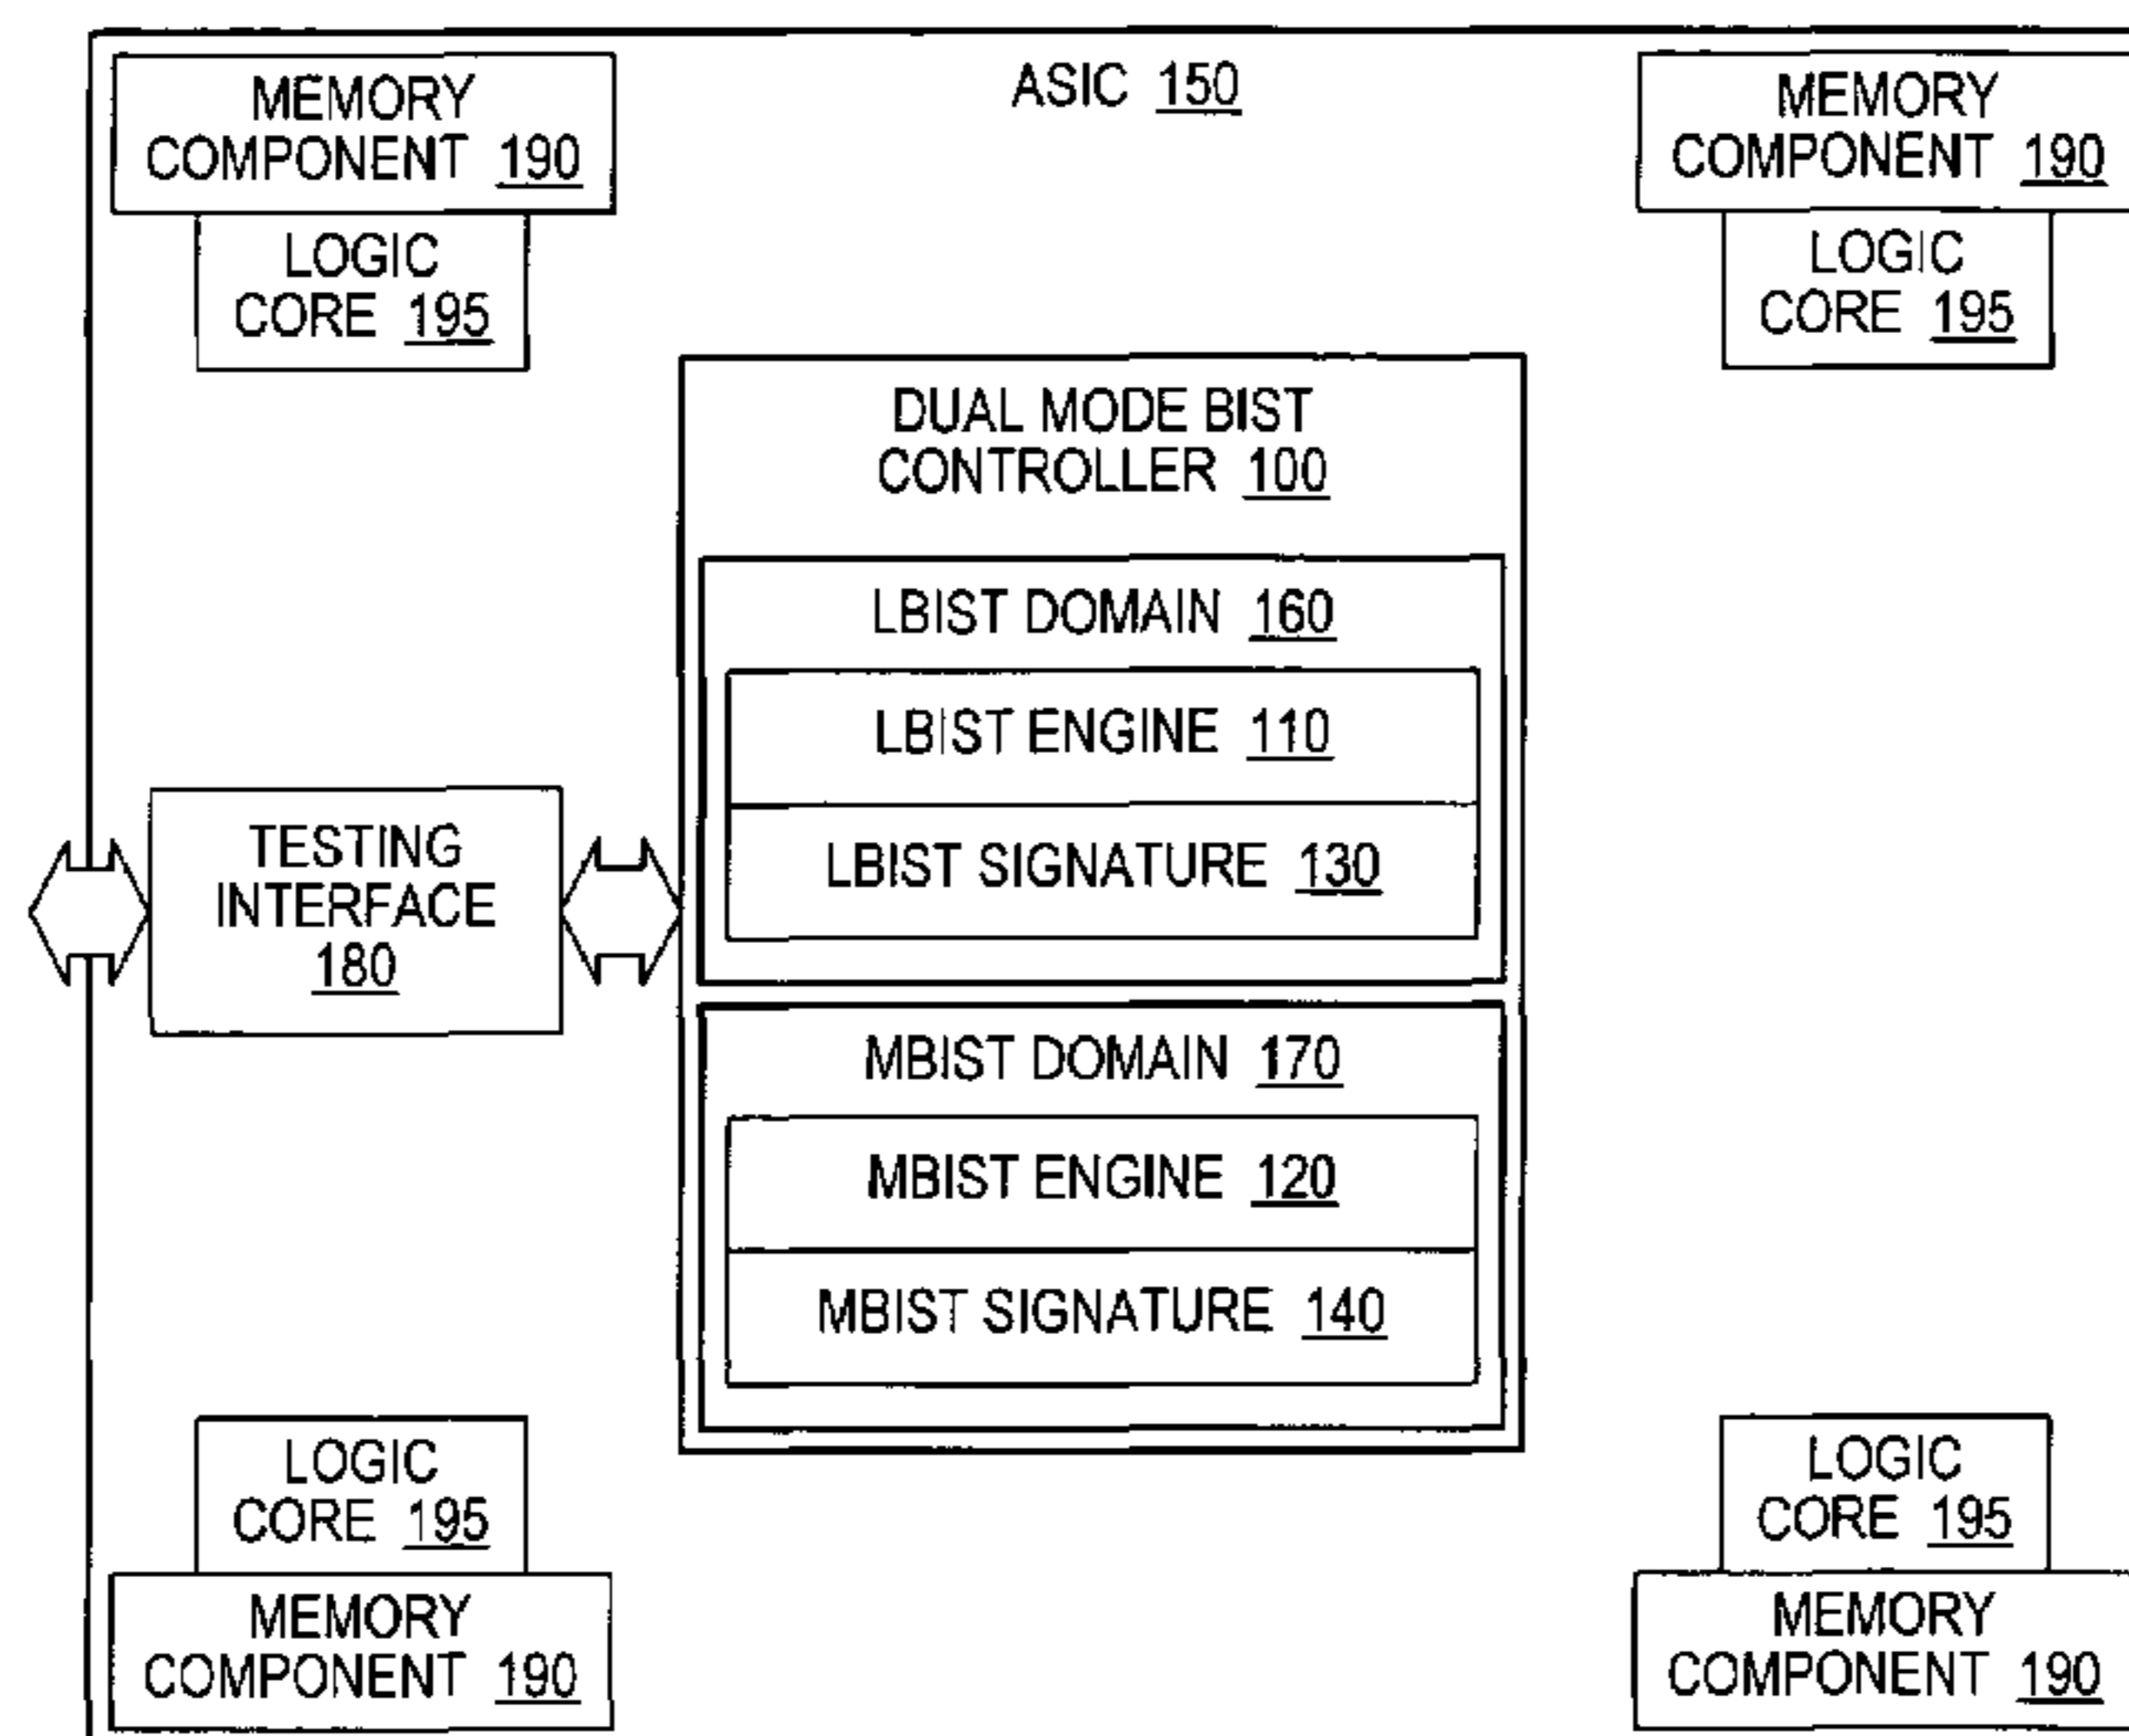 ASIC 150
MEMORY
COMPONENT 190
LOGIC
CORE 195
MEMORY
COMPONENT 190
LOGIC
CORE 195
DUAL MODE BIST
CONTROLLER 100
LBIST DOMAIN 160
LBIST ENGINE 110
LBIST SIGNATURE 130
TESTING
INTERFACE
180
MBIST DOMAIN 170
MBIST ENGINE 120
MBIST SIGNATURE 140
LOGIC
CORE 195
MEMORY
COMPONENT 190
LOGIC
CORE 195
MEMORY
COMPONENT 190